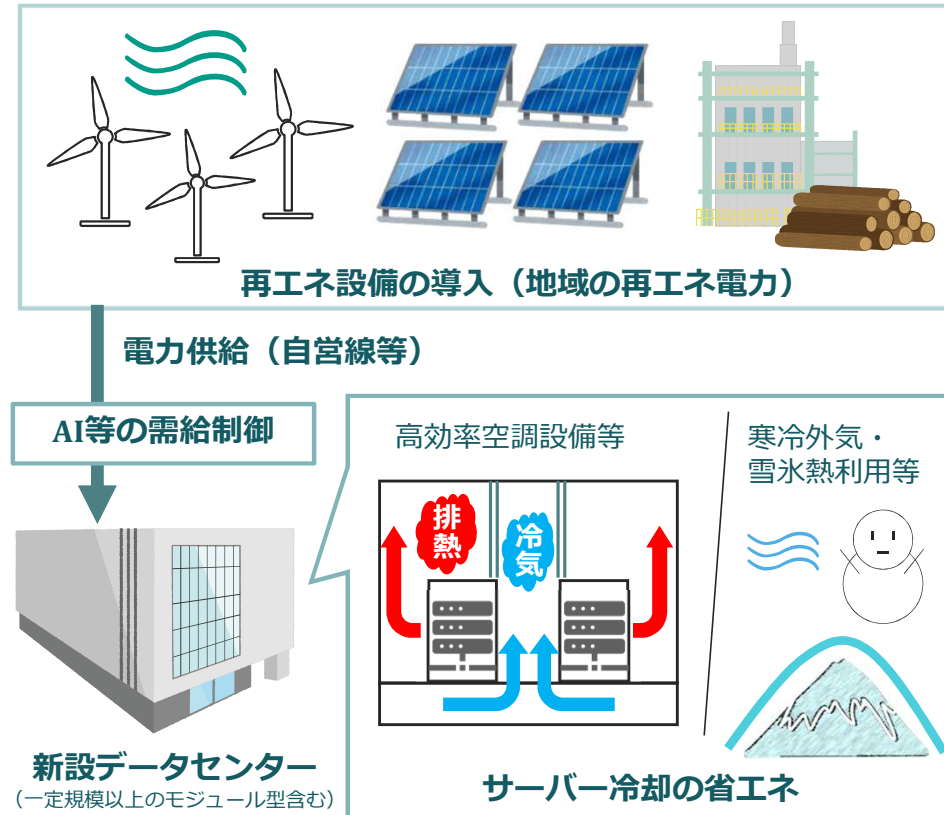 再エネ設備の導入（地域の再エネ電力）
電力供給（自営線等）
AI等の需給制御
高効率空調設備等
寒冷外気・
雪氷熱利用等
排熱
冷気
新設データセンター
（一定規模以上のモジュール型含む）
サーバー冷却の省エネ